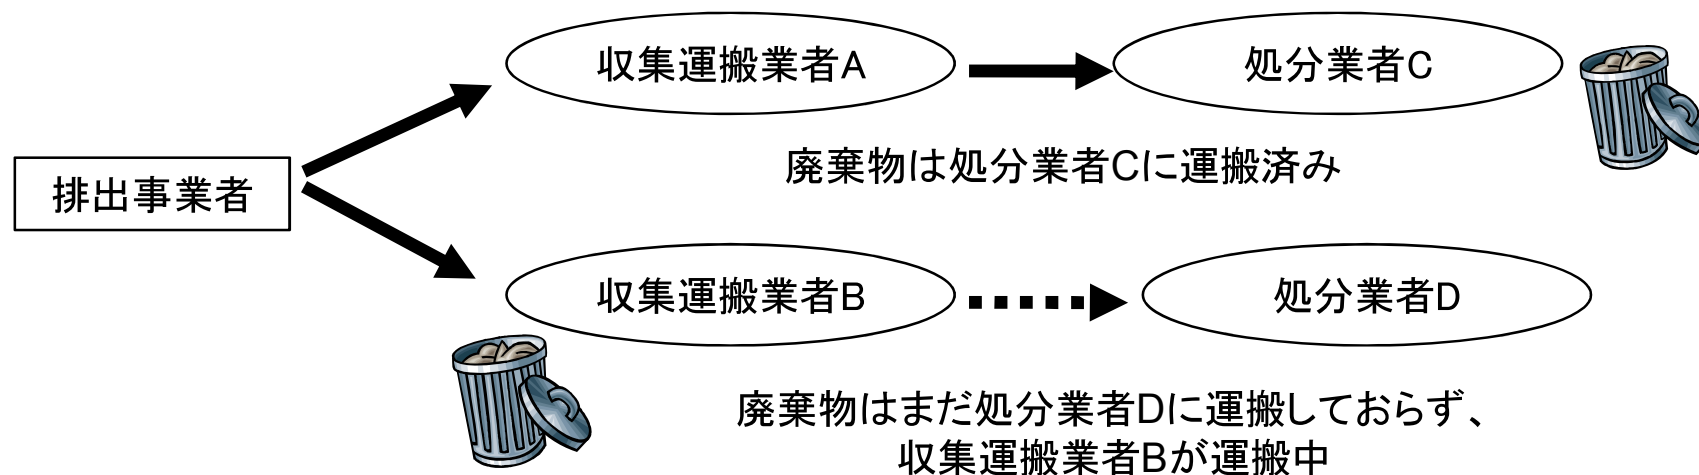 収集運搬業者A
処分業者C
廃棄物は処分業者Cに運搬済み
排出事業者
収集運搬業者B
処分業者D
廃棄物はまだ処分業者Dに運搬しておらず、
収集運搬業者Bが運搬中